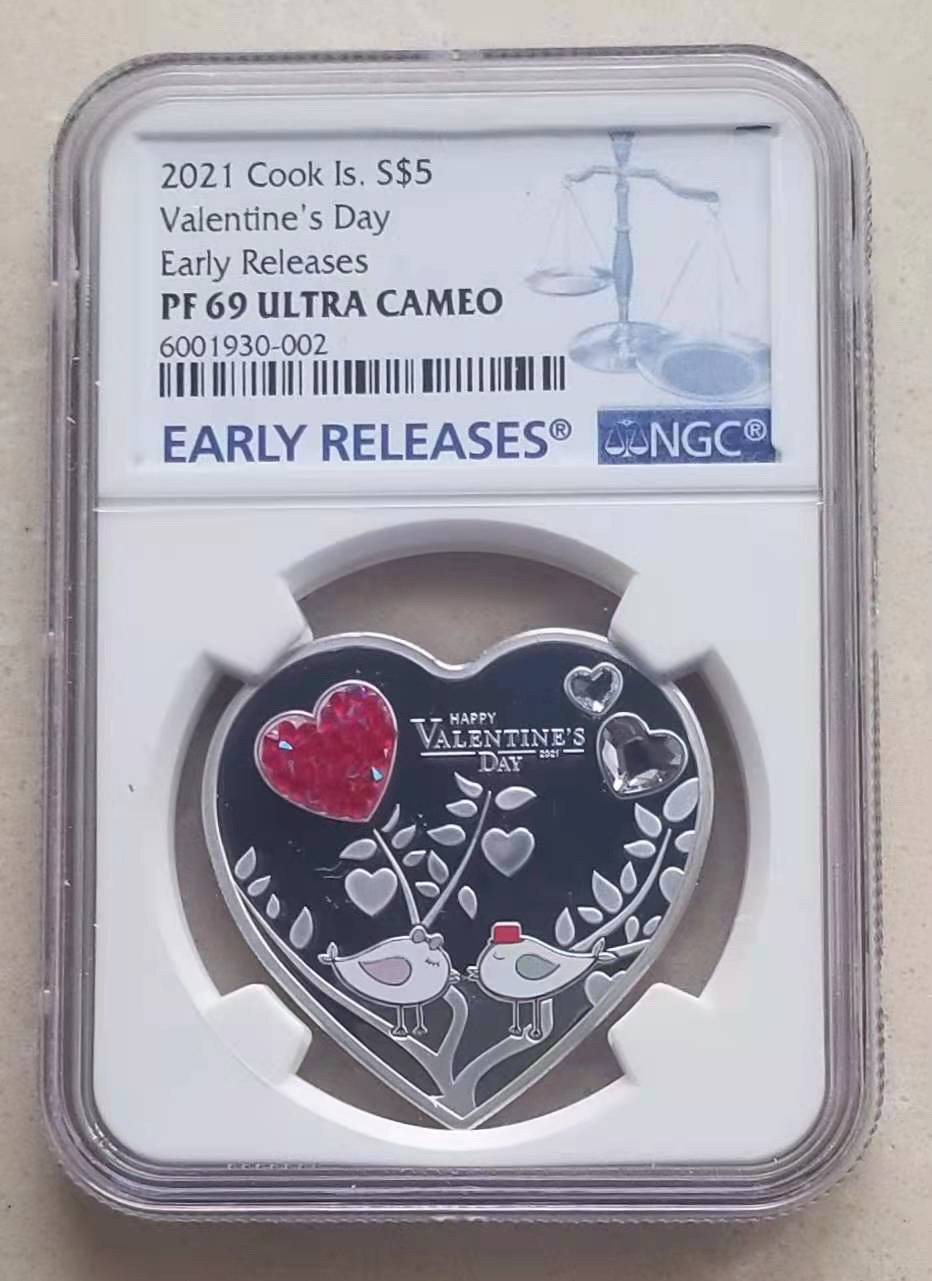 2021 Cook Is. S$5
Valentine's Day
Early Releases
PF 69 ULTRA CAMEO
6001930-002
EARLY RELEASES®
NGC®
HAPPY
VALENTINE'S
DAY 2021